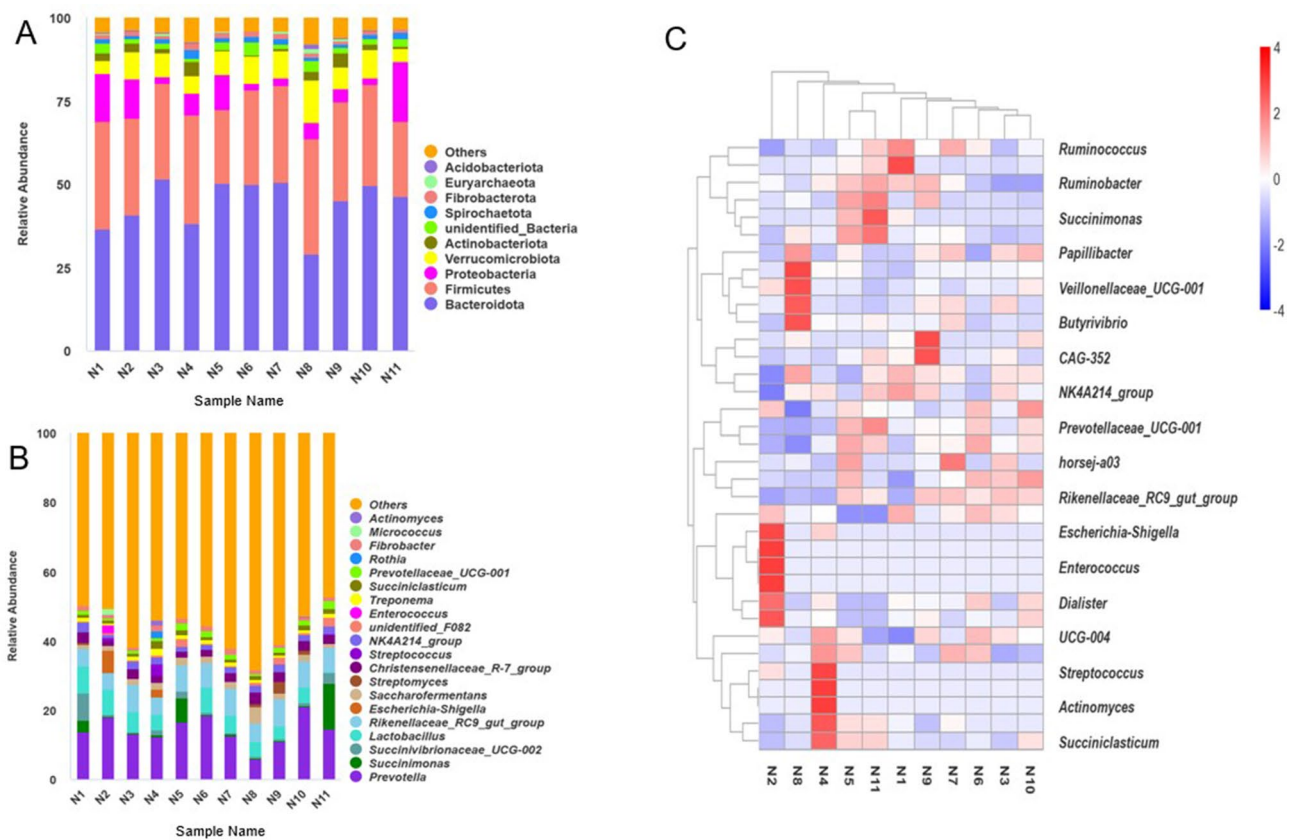 A
100
75
50
25
0
Relative Abundance
N1 N2 N3 N4 N5 N6 N7 N8 N9 N10 N11
Sample Name
Others
Acidobacteriota
Euryarchaeota
Fibrobacterota
Spirochaetota
unidentified_Bacteria
Actinobacteriota
Verrucomicrobiota
Proteobacteria
Firmicutes
Bacteroidota
B
100
80
60
40
20
0
Relative Abundance
N1 N2 N3 N4 N5 N6 N7 N8 N9 N10 N11
Sample Name
Others
Actinomyces
Micrococcus
Fibrobacter
Rothia
Prevotellaceae_UCG-001
Succiniclasticum
Treponema
Enterococcus
unidentified_F082
NK4A214_group
Streptococcus
Christensenellaceae_R-7_group
Streptomyces
Saccharofermentans
Escherichia-Shigella
Rikenellaceae_RC9_gut_group
Lactobacillus
Succinivibrionaceae_UCG-002
Succinimonas
Prevotella
C
4
2
0
-2
-4
Ruminococcus
Ruminobacter
Succinimonas
Papillibacter
Veillonellaceae_UCG-001
Butyrivibrio
CAG-352
NK4A214_group
Prevotellaceae_UCG-001
horsej-a03
Rikenellaceae_RC9_gut_group
Escherichia-Shigella
Enterococcus
Dialister
UCG-004
Streptococcus
Actinomyces
Succiniclasticum
N2 N8 N4 N5 N11 N1 N9 N7 N6 N3 N10